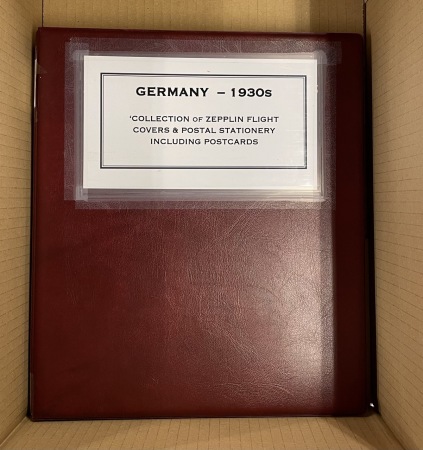 GERMANY – 1930s
'COLLECTION OF ZEPPLIN FLIGHT
COVERS & POSTAL STATIONERY
INCLUDING POSTCARDS